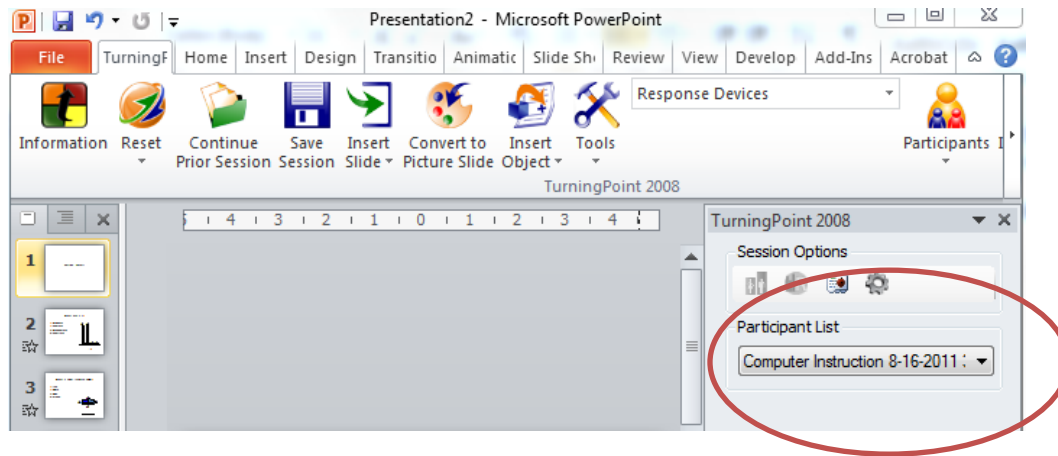 Presentation2 - Microsoft PowerPoint
File TurningF Home Insert Design Transitio Animatic Slide Sh Review View Develop Add-Ins Acrobat
Response Devices
Information Reset Continue Prior Session Save Session Insert Slide Convert to Picture Slide Insert Object Tools Participants I
TurningPoint 2008
5 4 3 2 1 0 1 2 3 4
TurningPoint 2008
Session Options
1
2
Participant List
Computer Instruction 8-16-2011
3